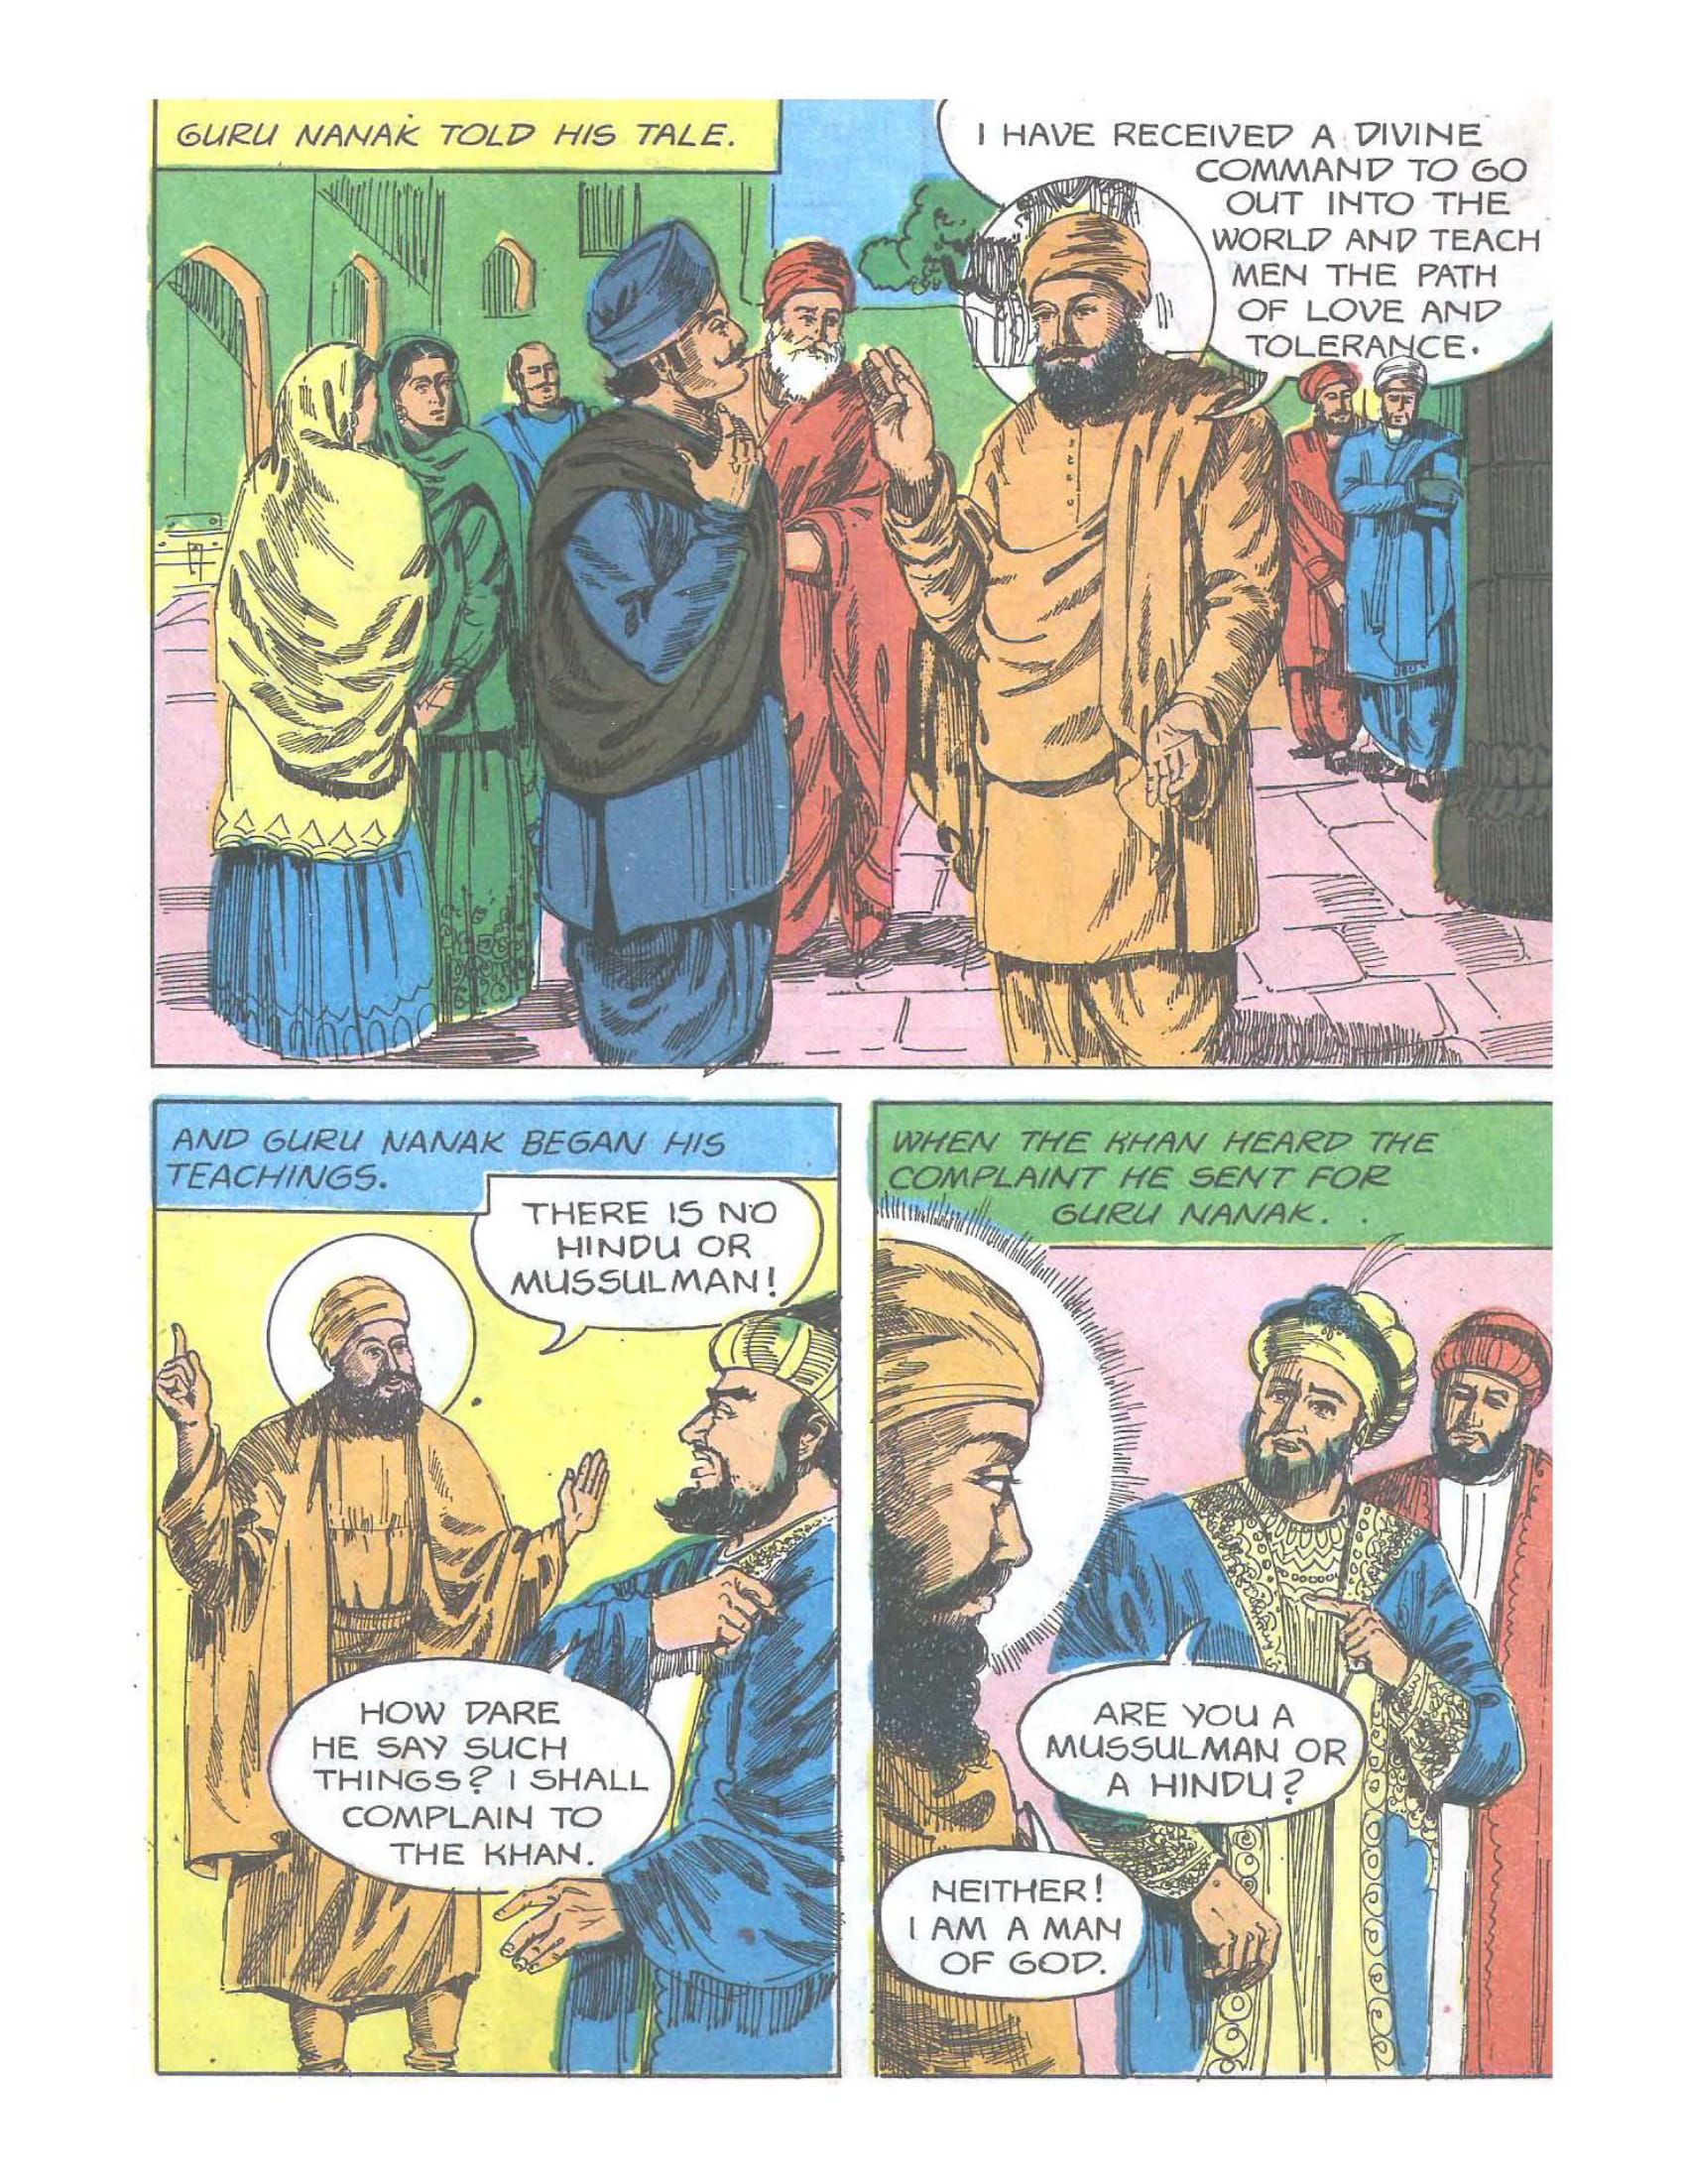 GURU NANAK TOLD HIS TALE.
I HAVE RECEIVED A DIVINE
COMMAND TO GO
OUT INTO THE
WORLD AND TEACH
MEN THE PATH
OF LOVE AND
TOLERANCE.
AND GURU NANAK BEGAN HIS
TEACHINGS.
THERE IS NO
HINDU OR
MUSSULMAN!
HOW DARE
HE SAY SUCH
THINGS? I SHALL
COMPLAIN TO
THE KHAN.
WHEN THE KHAN HEARD THE
COMPLAINT HE SENT FOR
GURU NANAK. .
ARE YOU A
MUSSULMAN OR
A HINDU?
NEITHER!
I AM A MAN
OF GOD.